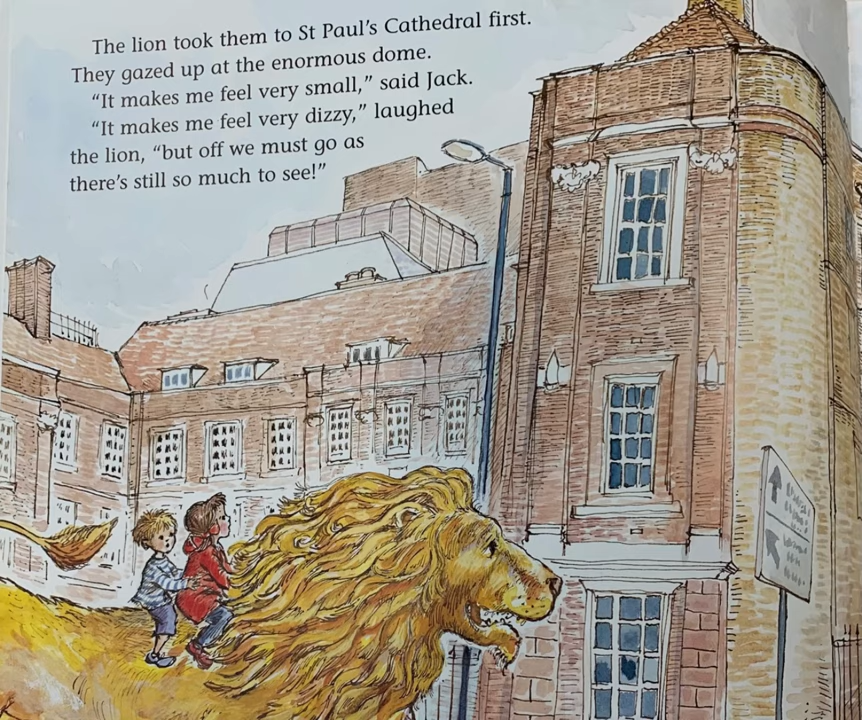 The lion took them to St Paul's Cathedral first.
They gazed up at the enormous dome.
“It makes me feel very small,” said Jack.
“It makes me feel very dizzy,” laughed
the lion, “but off we must go as
there's still so much to see!”